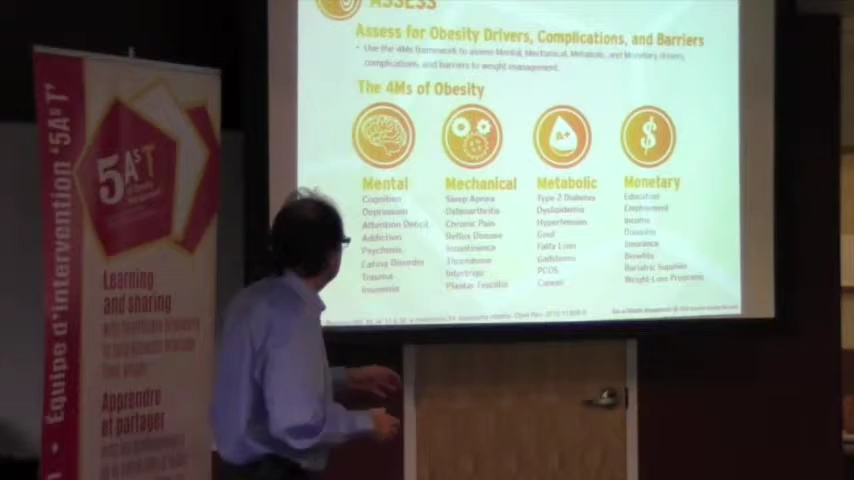 ASSESS
Assess for Obesity Drivers, Complications, and Barriers
• Use the 4Ms framework to assess Mental, Mechanical, Metabolic, and Monetary drivers,
complications, and barriers to weight management.
The 4Ms of Obesity
A+
$
Mental
Cognition
Depression
Attention Deficit
Addiction
Psychosis
Eating Disorder
Trauma
Insomnia
Mechanical
Sleep Apnea
Osteoarthritis
Chronic Pain
Reflux Disease
Incontinence
Thrombosis
Intertrigo
Plantar Fasciitis
Metabolic
Type 2 Diabetes
Dyslipidemia
Hypertension
Gout
Fatty Liver
Gallstones
PCOS
Cancer
Monetary
Education
Employment
Income
Disability
Insurance
Benefits
Bariatric Supplies
Weight-Loss Programs
Équipe d'intervention '5A
T'
5AsT
Learning
and sharing
with healthcare
Apprendre
et partager